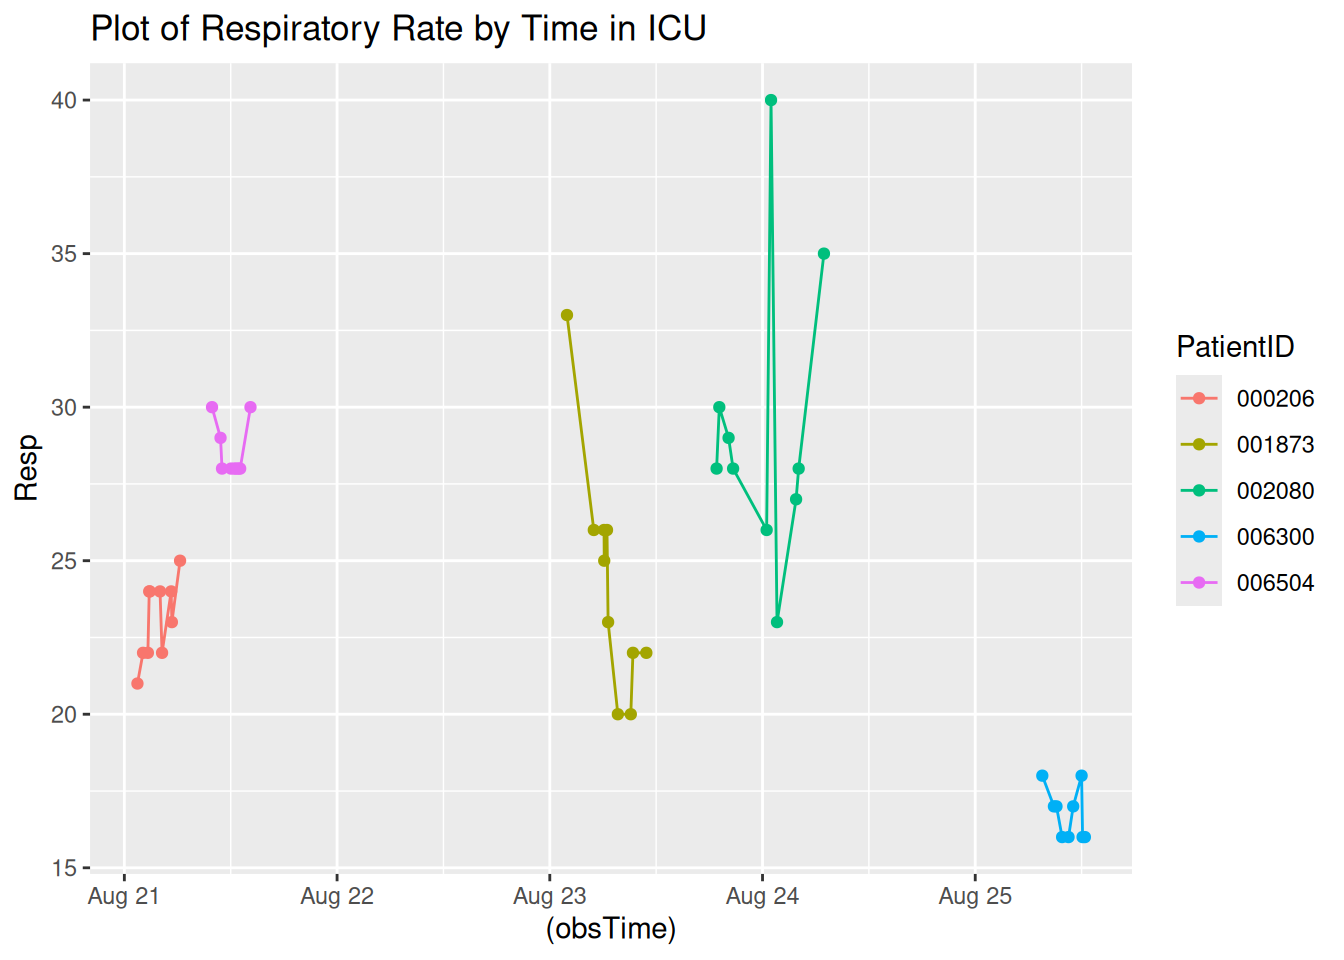 Plot of Respiratory Rate by Time in ICU
Resp
40
35
30
25
20
15
Aug 21 Aug 22 Aug 23 Aug 24 Aug 25
(obsTime)
PatientID
000206
001873
002080
006300
006504